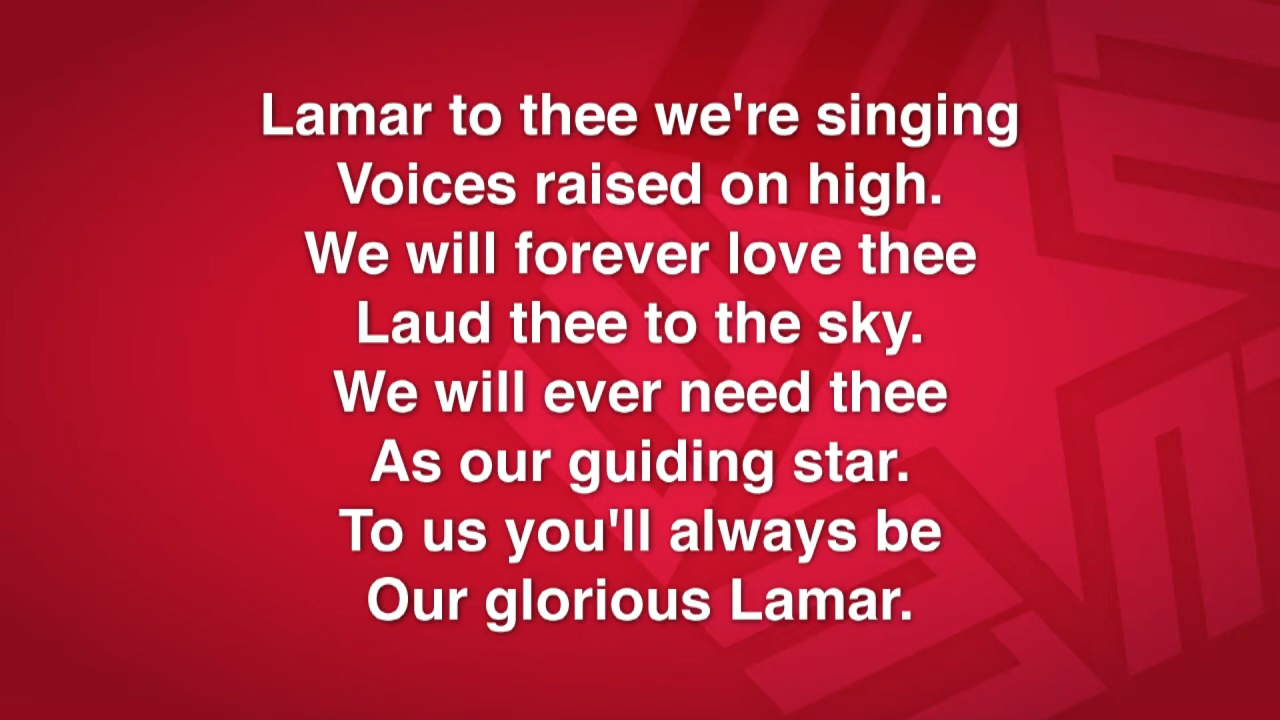 Lamar to thee we're singing
Voices raised on high.
We will forever love thee
Laud thee to the sky.
We will ever need thee
As our guiding star.
To us you'll always be
Our glorious Lamar.